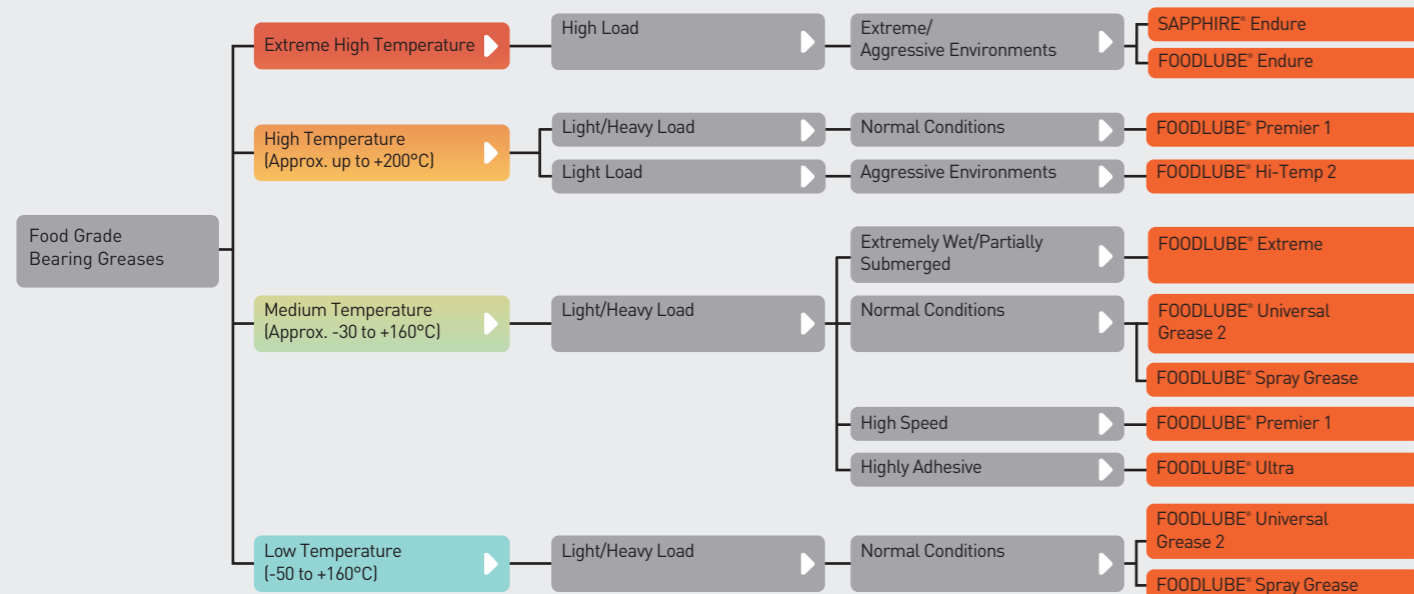 Food Grade
Bearing Greases
Extreme High Temperature
High Load
Extreme/
Aggressive Environments
SAPPHIRE® Endure
FOODLUBE® Endure
High Temperature
(Approx. up to +200°C)
Light/Heavy Load
Normal Conditions
FOODLUBE® Premier 1
Light Load
Aggressive Environments
FOODLUBE® Hi-Temp 2
Medium Temperature
(Approx. -30 to +160°C)
Light/Heavy Load
Extremely Wet/Partially
Submerged
FOODLUBE® Extreme
Normal Conditions
FOODLUBE® Universal
Grease 2
FOODLUBE® Spray Grease
High Speed
FOODLUBE® Premier 1
Highly Adhesive
FOODLUBE® Ultra
Low Temperature
(-50 to +160°C)
Light/Heavy Load
Normal Conditions
FOODLUBE® Universal
Grease 2
FOODLUBE® Spray Grease